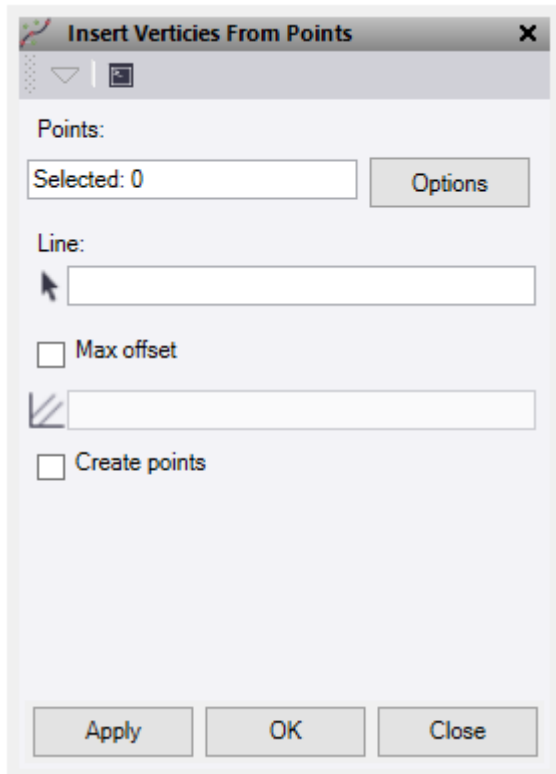 Insert Verticies From Points
Points:
Selected: 0
Options
Line:
Max offset
Create points
Apply OK Close